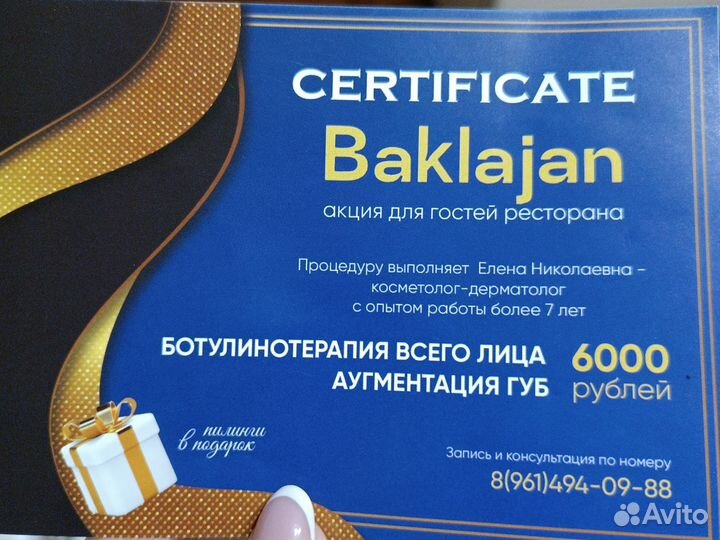 CERTIFICATE
Baklajan
акция для гостей ресторана
Процедуру выполняет Елена Николаевна -
косметолог-дерматолог
с опытом работы более 7 лет
БОТУЛИНОТЕРАПИЯ ВСЕГО ЛИЦА
АУГМЕНТАЦИЯ ГУБ
6000
рублей
пилинги
в подарок
Запись и консультация по номеру
8(961)494-09-88
Avito